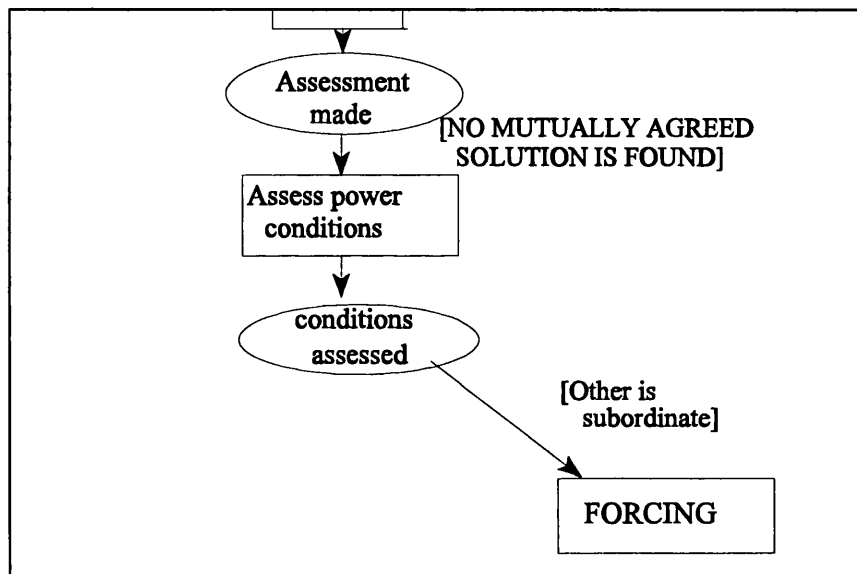 Assessment
made
[NO MUTUALLY AGREED
SOLUTION IS FOUND]
Assess power
conditions
conditions
assessed
[Other is
subordinate]
FORCING